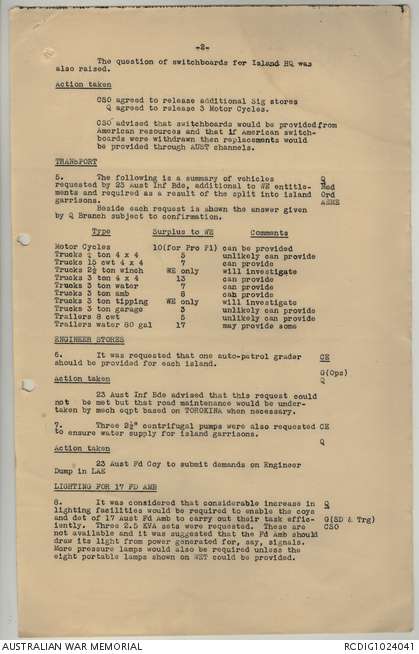 -2-
The question of switchboards for Island HQ was
also raised.
Action taken
CSO agreed to release additional Sig stores
Q agreed to release 3 Motor Cycles.
CSO advised that switchboards would be provided from
American resources and that if American switch-
boards were withdrawn then replacements would
be provided through AUST channels.
TRANSPORT
5. The following is a summary of vehicles Q
requested by 23 Aust Inf Bde, additional to WE entitle- Med
ments and required as a result of the split into island Ord
garrisons. AEME
Beside each request is shown the answer given
by Q Branch subject to confirmation.
Type Surplus to WE Comments
Motor Cycles 10(for Pro Pl) can be provided
Trucks ¼ ton 4 x 4 5 unlikely can provide
Trucks 15 cwt 4 x 4 7 can provide
Trucks 2½ ton winch WE only will investigate
Trucks 3 ton 4 x 4 13 can provide
Trucks 3 ton water 7 can provide
Trucks 3 ton amb 8 can provide
Trucks 3 ton tipping WE only will investigate
Trucks 3 ton garage 3 unlikely can provide
Trailers 8 cwt 5 unlikely can provide
Trailers water 80 gal 17 may provide some
ENGINEER STORES
6. It was requested that one auto-patrol grader CE
should be provided for each island.
G(Ops)
Action taken Q
23 Aust Inf Bde advised that this request could
not be met but that road maintenance would be under-
taken by mech eqpt based on TOROKINA when necessary.
7. Three 2½" centrifugal pumps were also requested CE
to ensure water supply for island garrisons.
Q
Action taken
23 Aust Fd Coy to submit demands on Engineer
Dump in LAE
LIGHTING FOR 17 FD AMB
8. It was considered that considerable increase in Q
lighting facilities would be required to enable the coys
and det of 17 Aust Fd Amb to carry out their task effic- G(SD & Trg)
iently. Three 2.5 KVA sets were requested. These are CSO
not available and it was suggested that the Fd Amb should
draw its light from power generated for, say, signals.
More pressure lamps would also be required unless the
eight portable lamps shown on WET could be provided.
AUSTRALIAN WAR MEMORIAL RCDIG1024041